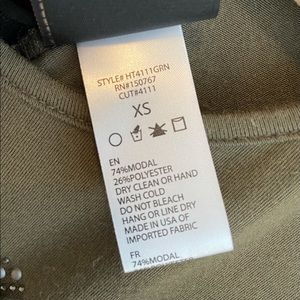 STYLE# HT4111GRN
RN#150767
CUT#4111
XS
EN
74%MODAL
26%POLYESTER
DRY CLEAN OR HAND
WASH COLD
DO NOT BLEACH
HANG OR LINE DRY
MADE IN USA OF
IMPORTED FABRIC
FR
74%MODAL